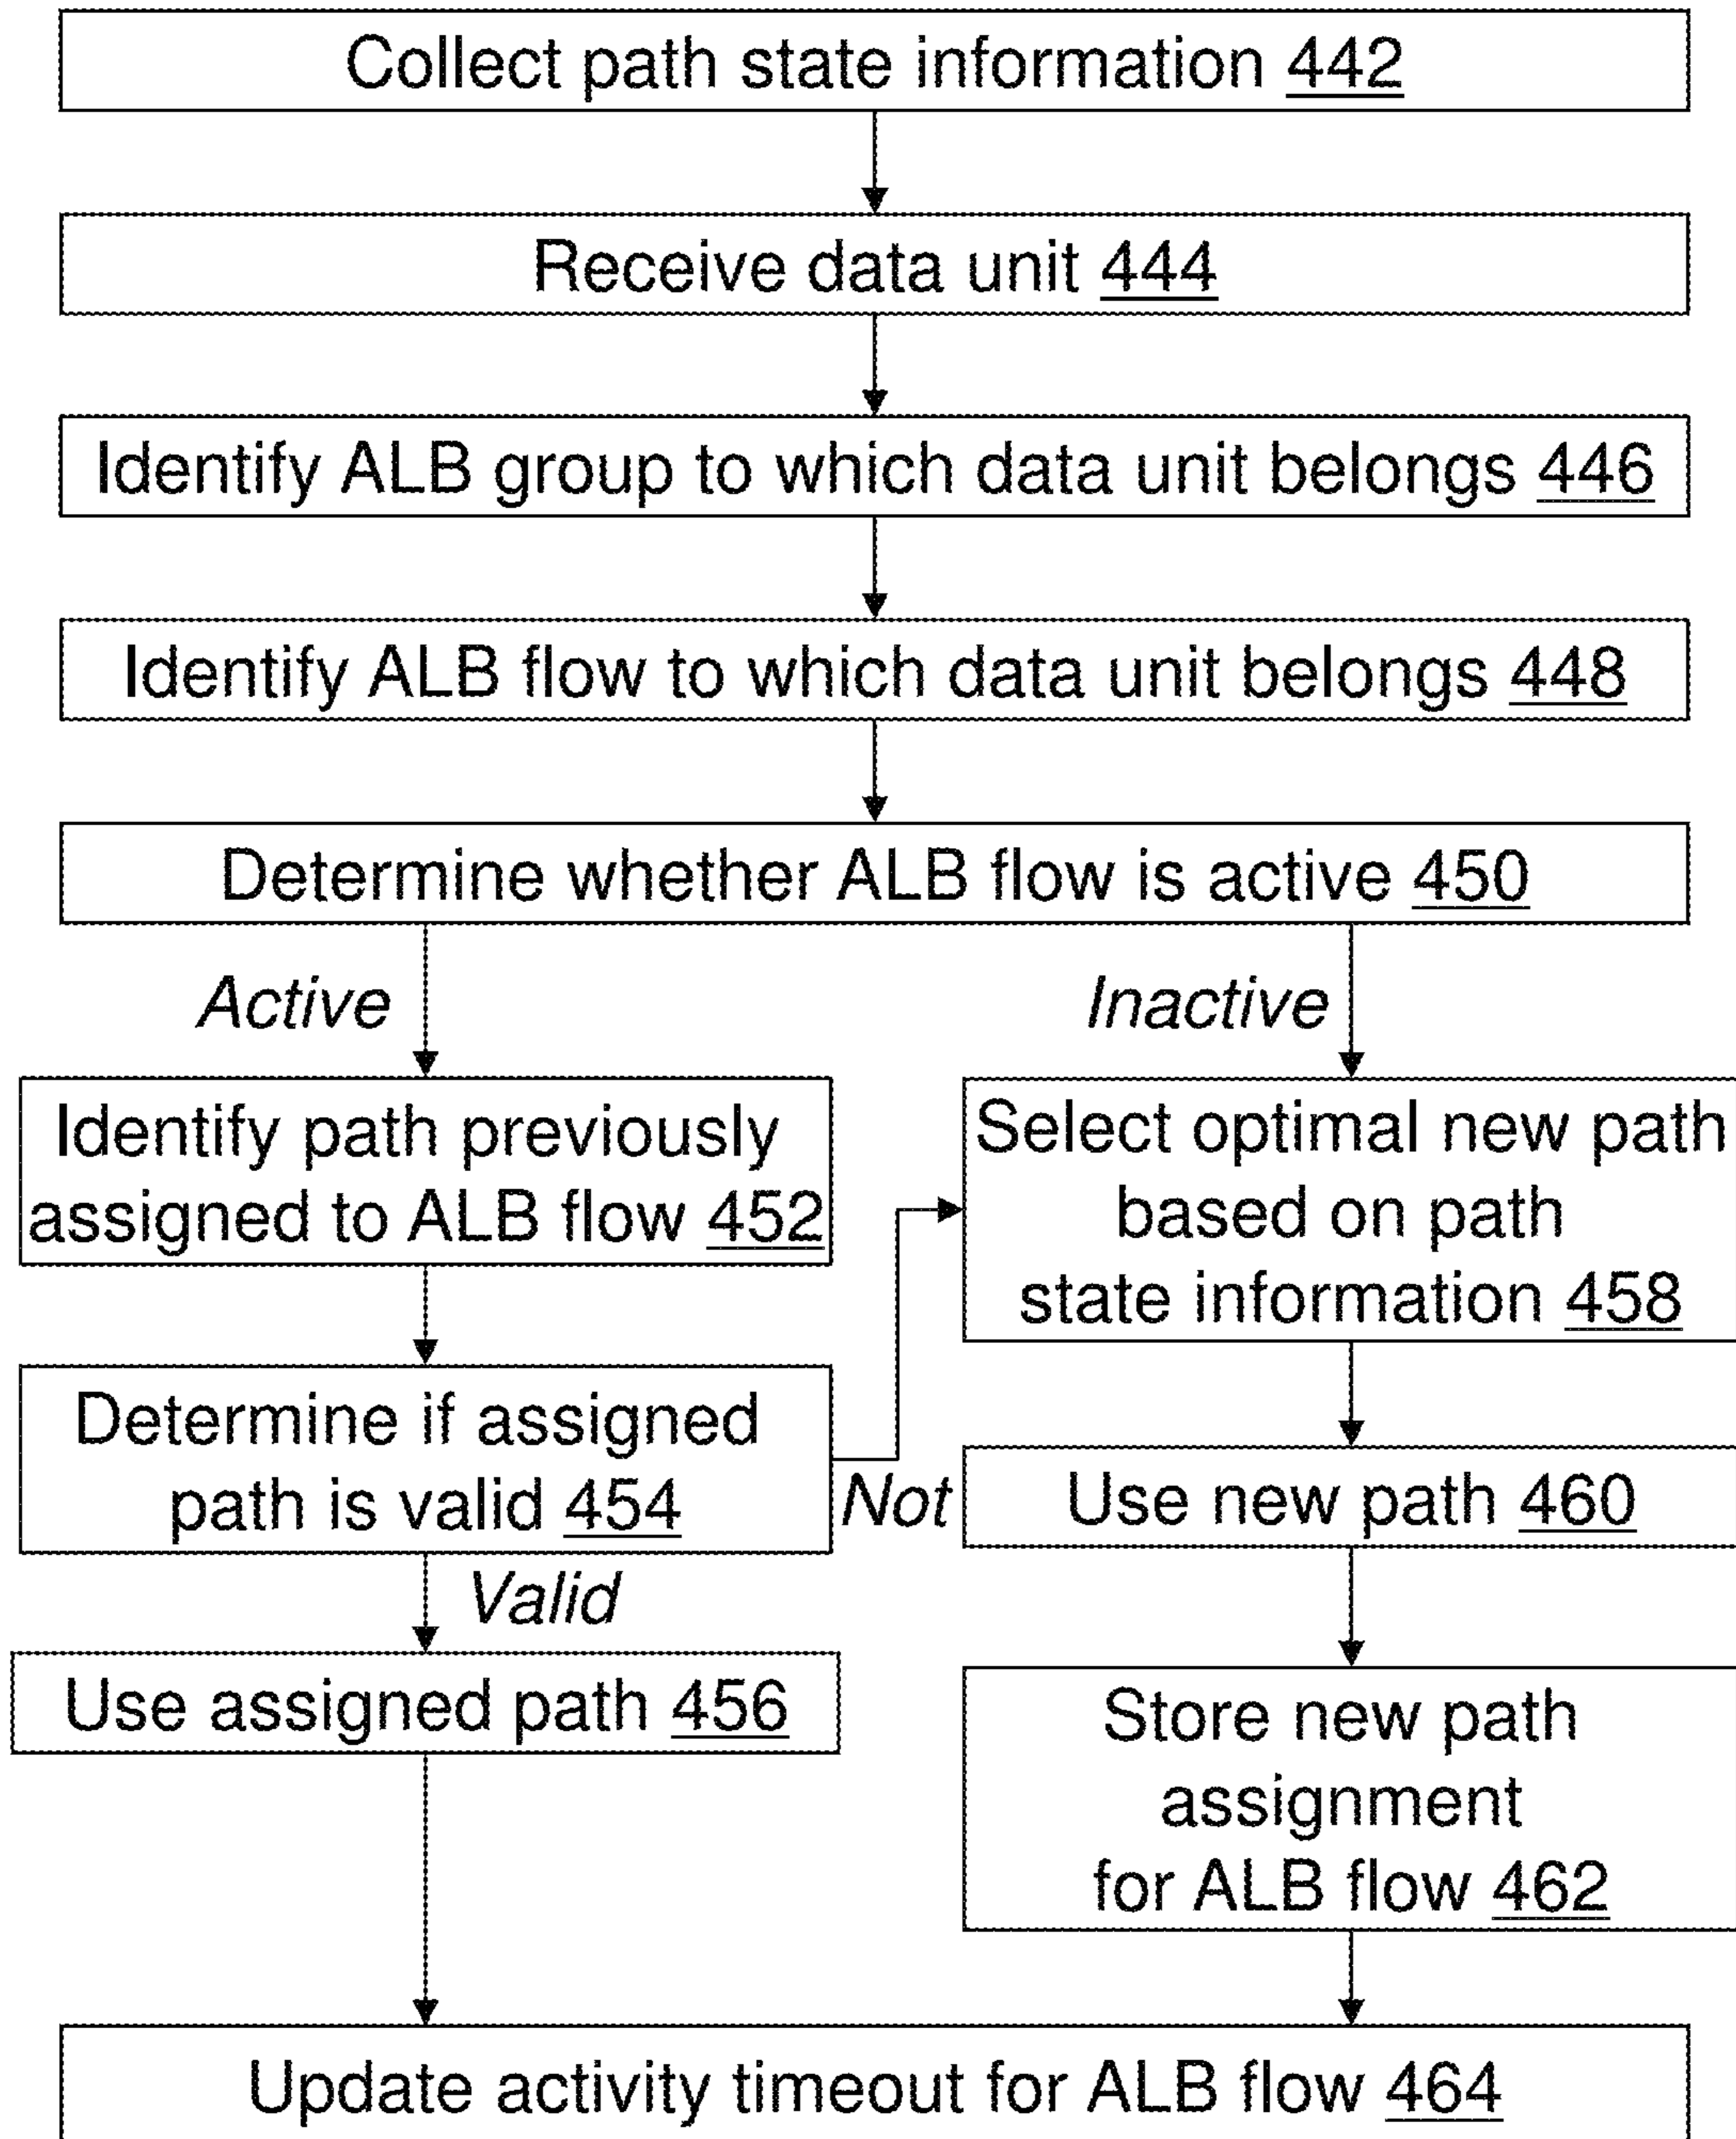 Collect path state information 442
Receive data unit 444
Identify ALB group to which data unit belongs 446
Identify ALB flow to which data unit belongs 448
Determine whether ALB flow is active 450
Active
Inactive
Identify path previously
assigned to ALB flow 452
Select optimal new path
based on path
state information 458
Determine if assigned
path is valid 454
Not
Valid
Use new path 460
Use assigned path 456
Store new path
assignment
for ALB flow 462
Update activity timeout for ALB flow 464